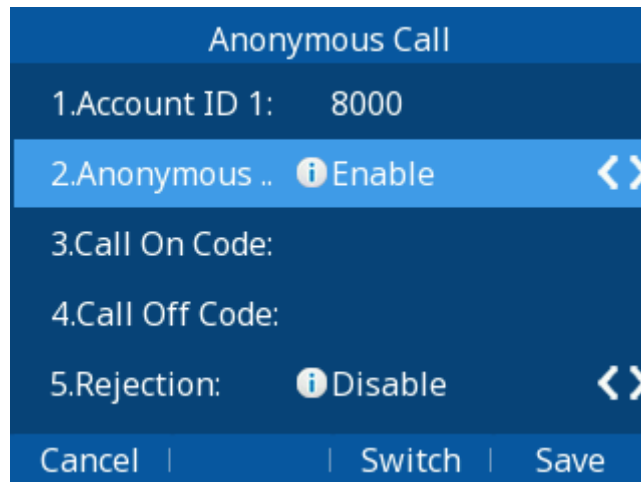 Anonymous Call
1.Account ID 1: 8000
2.Anonymous .. Enable
3.Call On Code:
4.Call Off Code:
5.Rejection: Disable
Cancel Switch Save